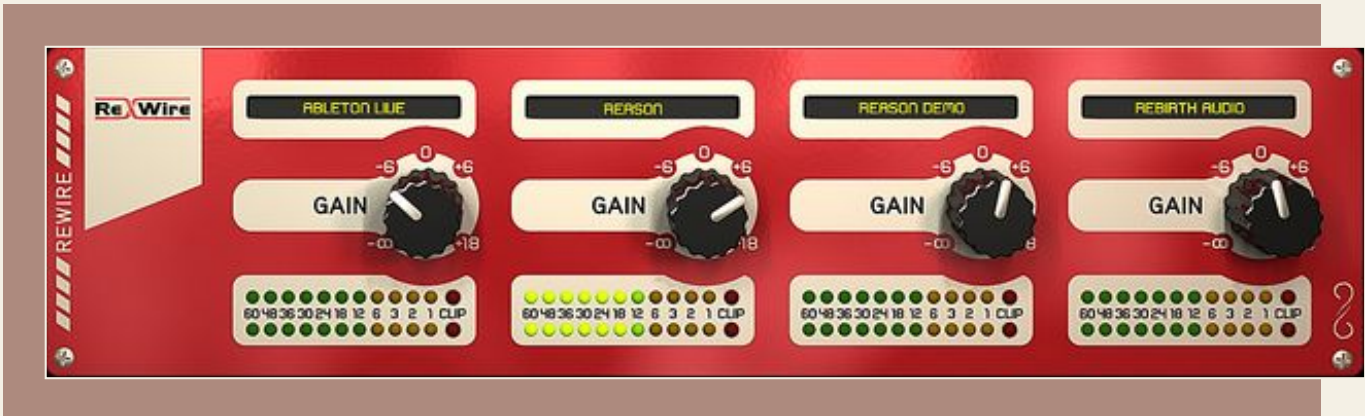 Re Wire
REWIRE
ABLETON LIVE
REASON
REASON DEMO
REBIRTH AUDIO
-6 0 +6
GAIN
-∞ +18
-6 0 +6
GAIN
-∞ 18
-6 0 +6
GAIN
-∞ 8
-6 0 +6
GAIN
-∞
60 48 36 30 24 18 12 6 3 2 1 CLIP
60 48 36 30 24 18 12 6 3 2 1 CLIP
60 48 36 30 24 18 12 6 3 2 1 CLIP
60 48 36 30 24 18 12 6 3 2 1 CLIP